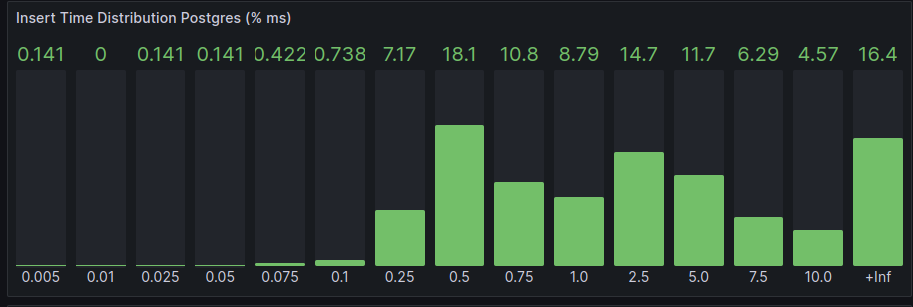 Insert Time Distribution Postgres (% ms)
0.141 0 0.141 0.141 0.422 0.738 7.17 18.1 10.8 8.79 14.7 11.7 6.29 4.57 16.4
0.005 0.01 0.025 0.05 0.075 0.1 0.25 0.5 0.75 1.0 2.5 5.0 7.5 10.0 +Inf